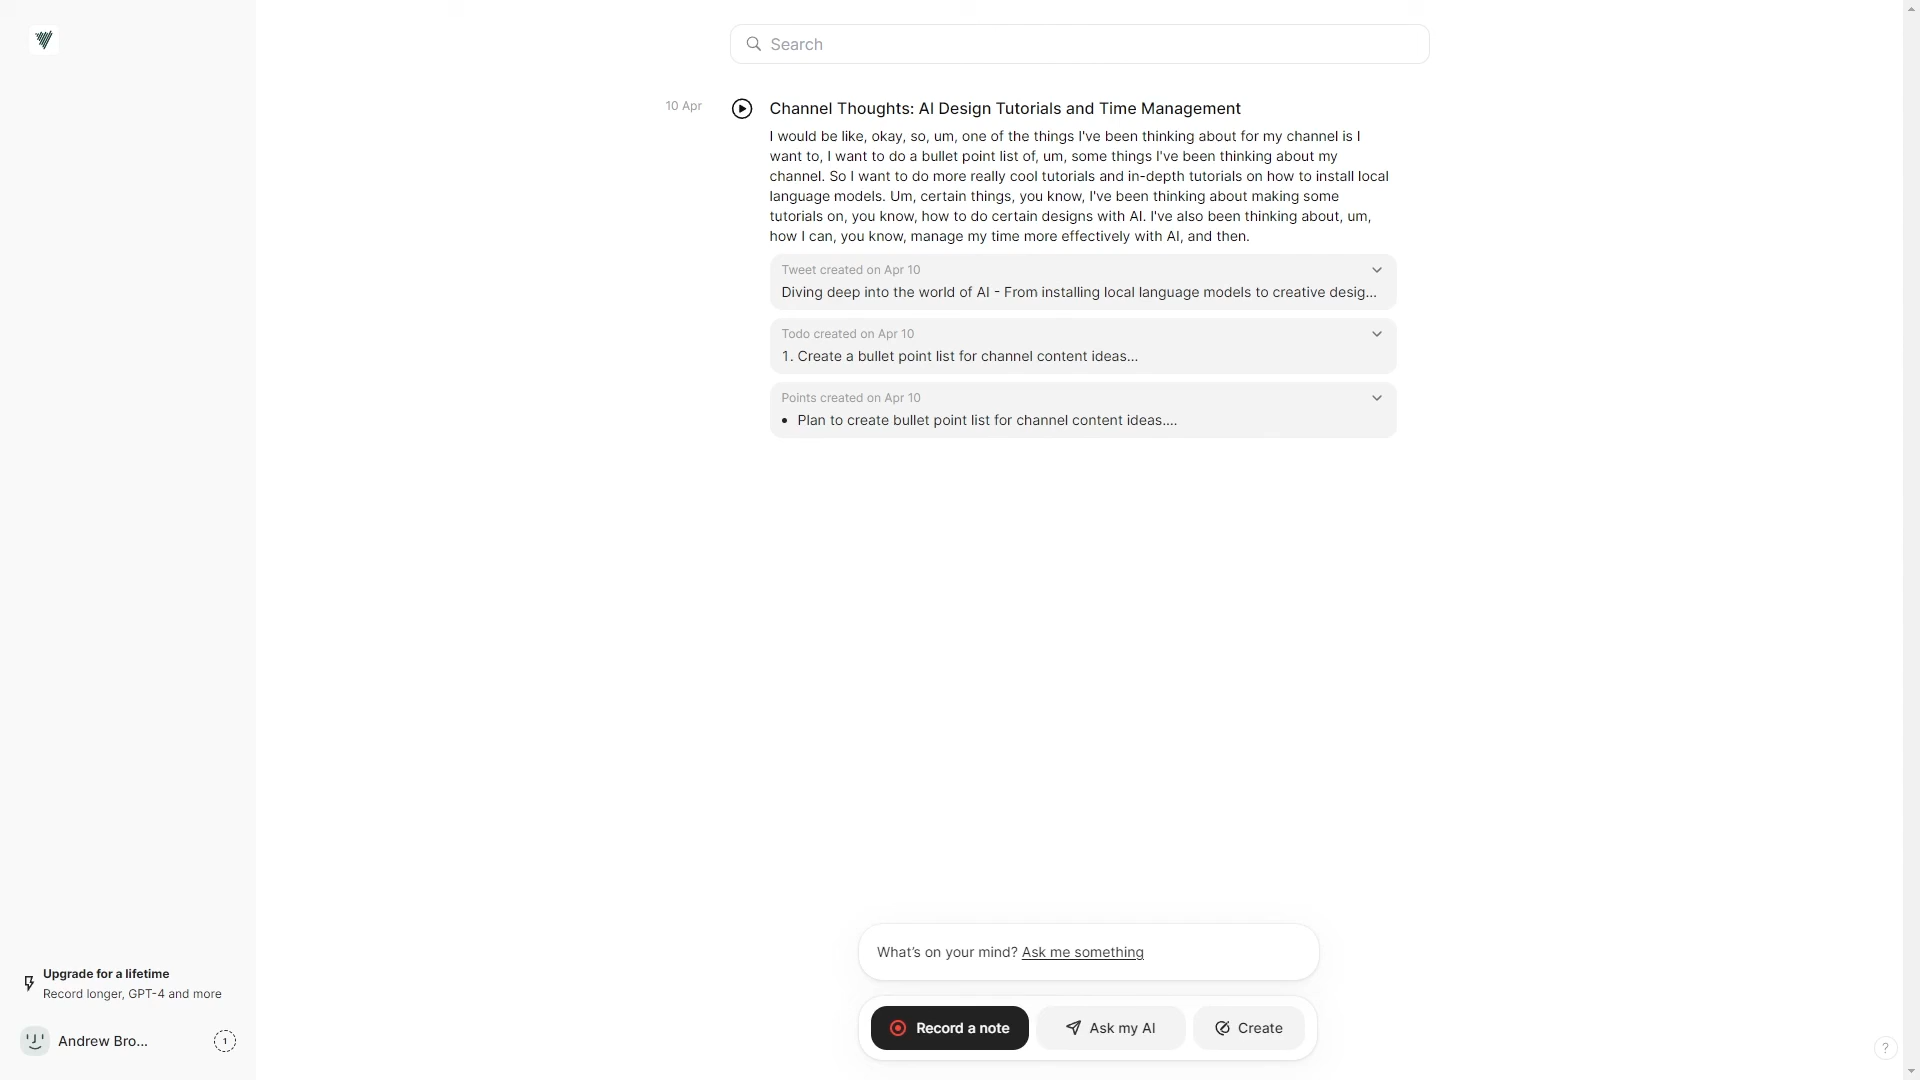 Search
10 Apr
Channel Thoughts: AI Design Tutorials and Time Management
I would be like, okay, so, um, one of the things I've been thinking about for my channel is I
want to, I want to do a bullet point list of, um, some things I've been thinking about my
channel. So I want to do more really cool tutorials and in-depth tutorials on how to install local
language models. Um, certain things, you know, I've been thinking about making some
tutorials on, you know, how to do certain designs with AI. I've also been thinking about, um,
how I can, you know, manage my time more effectively with AI, and then.
Tweet created on Apr 10
Diving deep into the world of AI - From installing local language models to creative desig...
Todo created on Apr 10
1. Create a bullet point list for channel content ideas...
Points created on Apr 10
• Plan to create bullet point list for channel content ideas....
What's on your mind? Ask me something
Record a note
Ask my AI
Create
Upgrade for a lifetime
Record longer, GPT-4 and more
Andrew Bro...
1
?